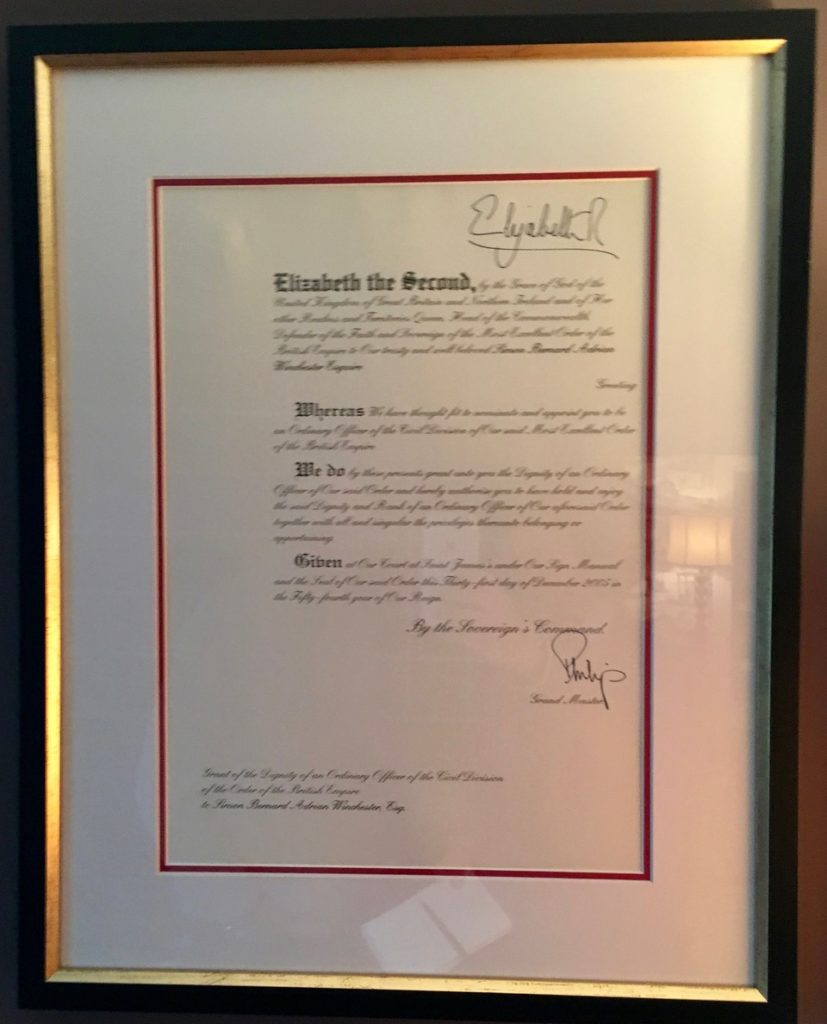 Elizabeth R
Elizabeth the Second, by the Grace of God of the
United Kingdom of Great Britain and Northern Ireland and of Her
other Realms and Territories Queen, Head of the Commonwealth,
Defender of the Faith and Sovereign of the Most Excellent Order of the
British Empire to Our trusty and well beloved Simon Bernard Adrian
Winchester Esquire
Greeting
Whereas We have thought fit to nominate and appoint you to be
an Ordinary Officer of the Civil Division of Our said Most Excellent Order
of the British Empire
We do by these presents grant unto you the Dignity of an Ordinary
Officer of Our said Order and hereby authorise you to have hold and enjoy
the said Dignity and Rank of an Ordinary Officer of Our aforesaid Order
together with all and singular the privileges thereunto belonging or
appertaining.
Given at Our Court at Saint James's under Our Sign Manual
and the Seal of Our said Order this Thirty-first day of December 2005 in
the Fifty-fourth year of Our Reign.
By the Sovereign's Command.
Philip
Grand Master
Grant of the Dignity of an Ordinary Officer of the Civil Division
of the Order of the British Empire
to Simon Bernard Adrian Winchester, Esq.